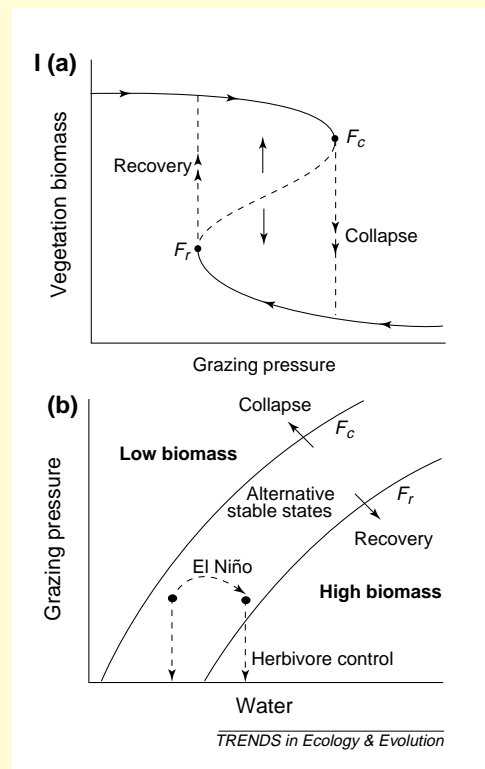 I (a)
Vegetation biomass
Recovery
Fc
Fr
Collapse
Grazing pressure
(b)
Grazing pressure
Collapse
Fc
Low biomass
Alternative
stable states
Fr
Recovery
El Niño
High biomass
Herbivore control
Water
TRENDS in Ecology & Evolution